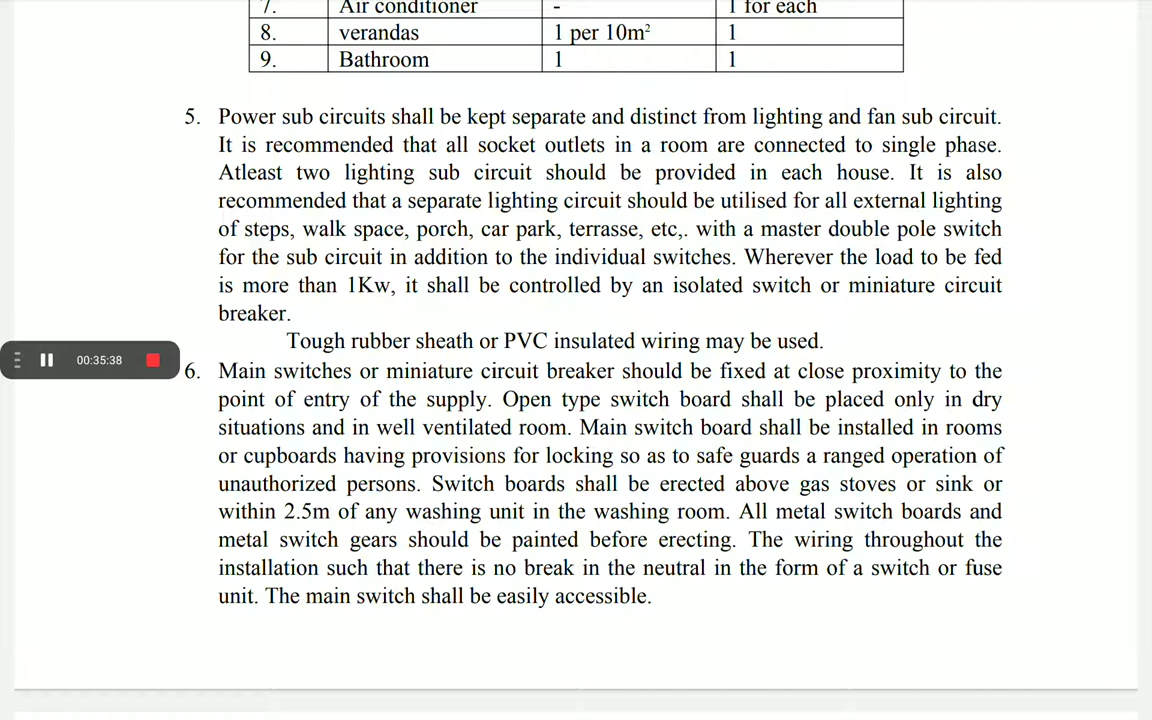 7. Air conditioner - 1 for each
8. verandas 1 per 10m² 1
9. Bathroom 1 1
5. Power sub circuits shall be kept separate and distinct from lighting and fan sub circuit.
It is recommended that all socket outlets in a room are connected to single phase.
Atleast two lighting sub circuit should be provided in each house. It is also
recommended that a separate lighting circuit should be utilised for all external lighting
of steps, walk space, porch, car park, terrasse, etc,. with a master double pole switch
for the sub circuit in addition to the individual switches. Wherever the load to be fed
is more than 1Kw, it shall be controlled by an isolated switch or miniature circuit
breaker.
Tough rubber sheath or PVC insulated wiring may be used.
00:35:38
6. Main switches or miniature circuit breaker should be fixed at close proximity to the
point of entry of the supply. Open type switch board shall be placed only in dry
situations and in well ventilated room. Main switch board shall be installed in rooms
or cupboards having provisions for locking so as to safe guards a ranged operation of
unauthorized persons. Switch boards shall be erected above gas stoves or sink or
within 2.5m of any washing unit in the washing room. All metal switch boards and
metal switch gears should be painted before erecting. The wiring throughout the
installation such that there is no break in the neutral in the form of a switch or fuse
unit. The main switch shall be easily accessible.